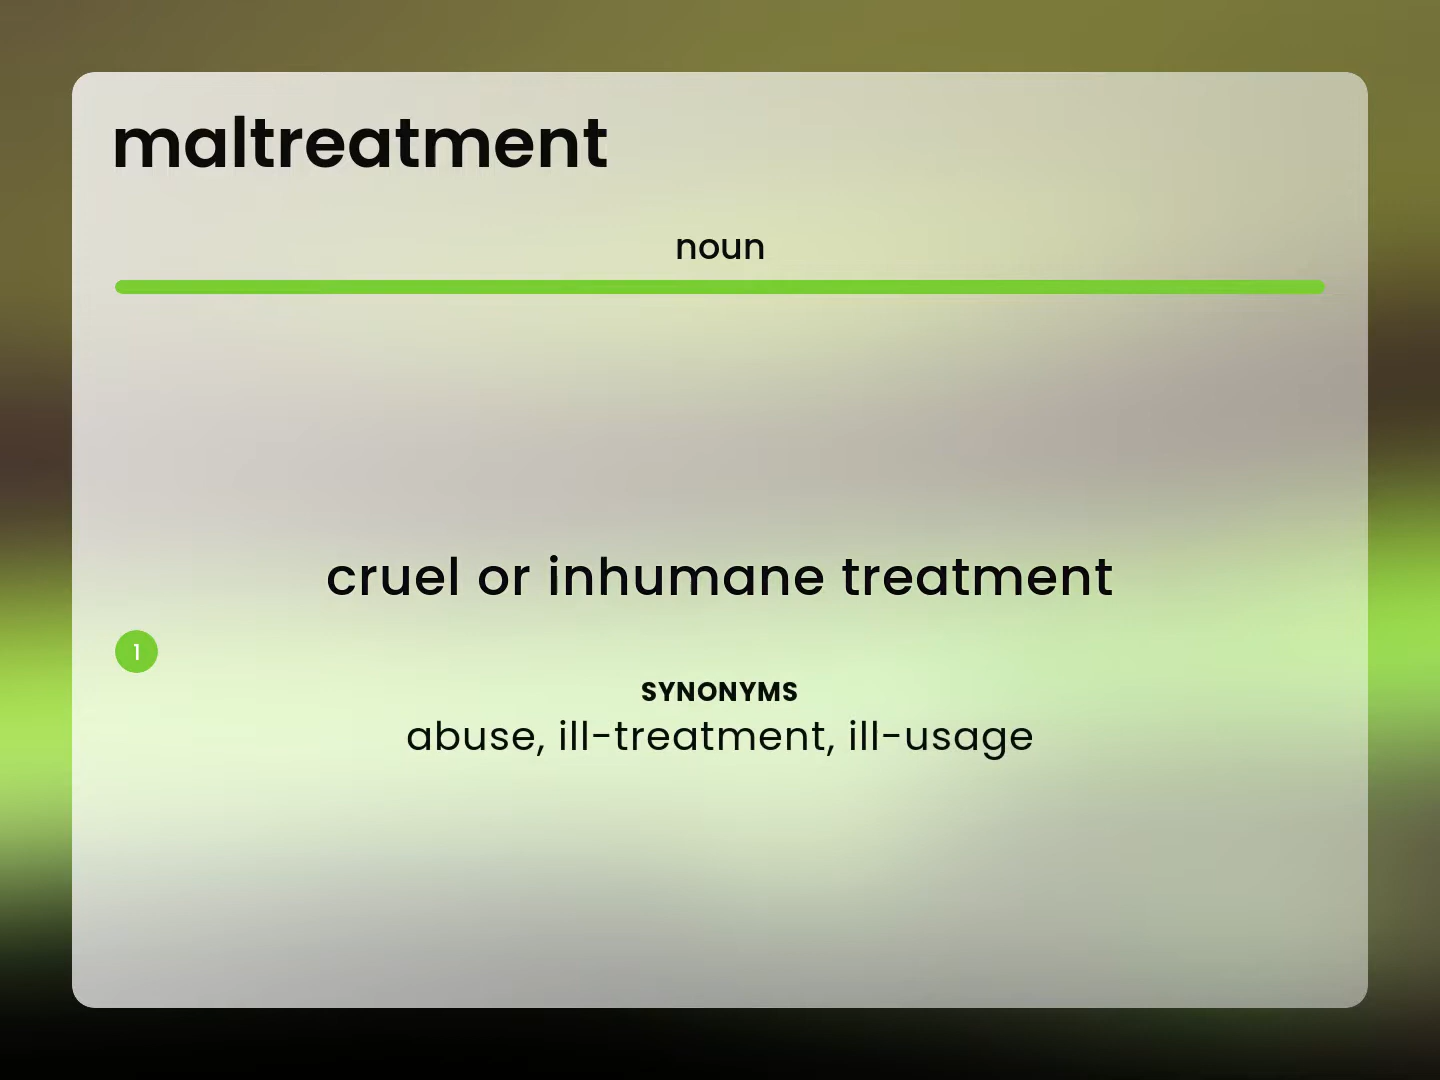 maltreatment
noun
cruel or inhumane treatment
1
SYNONYMS
abuse, ill-treatment, ill-usage